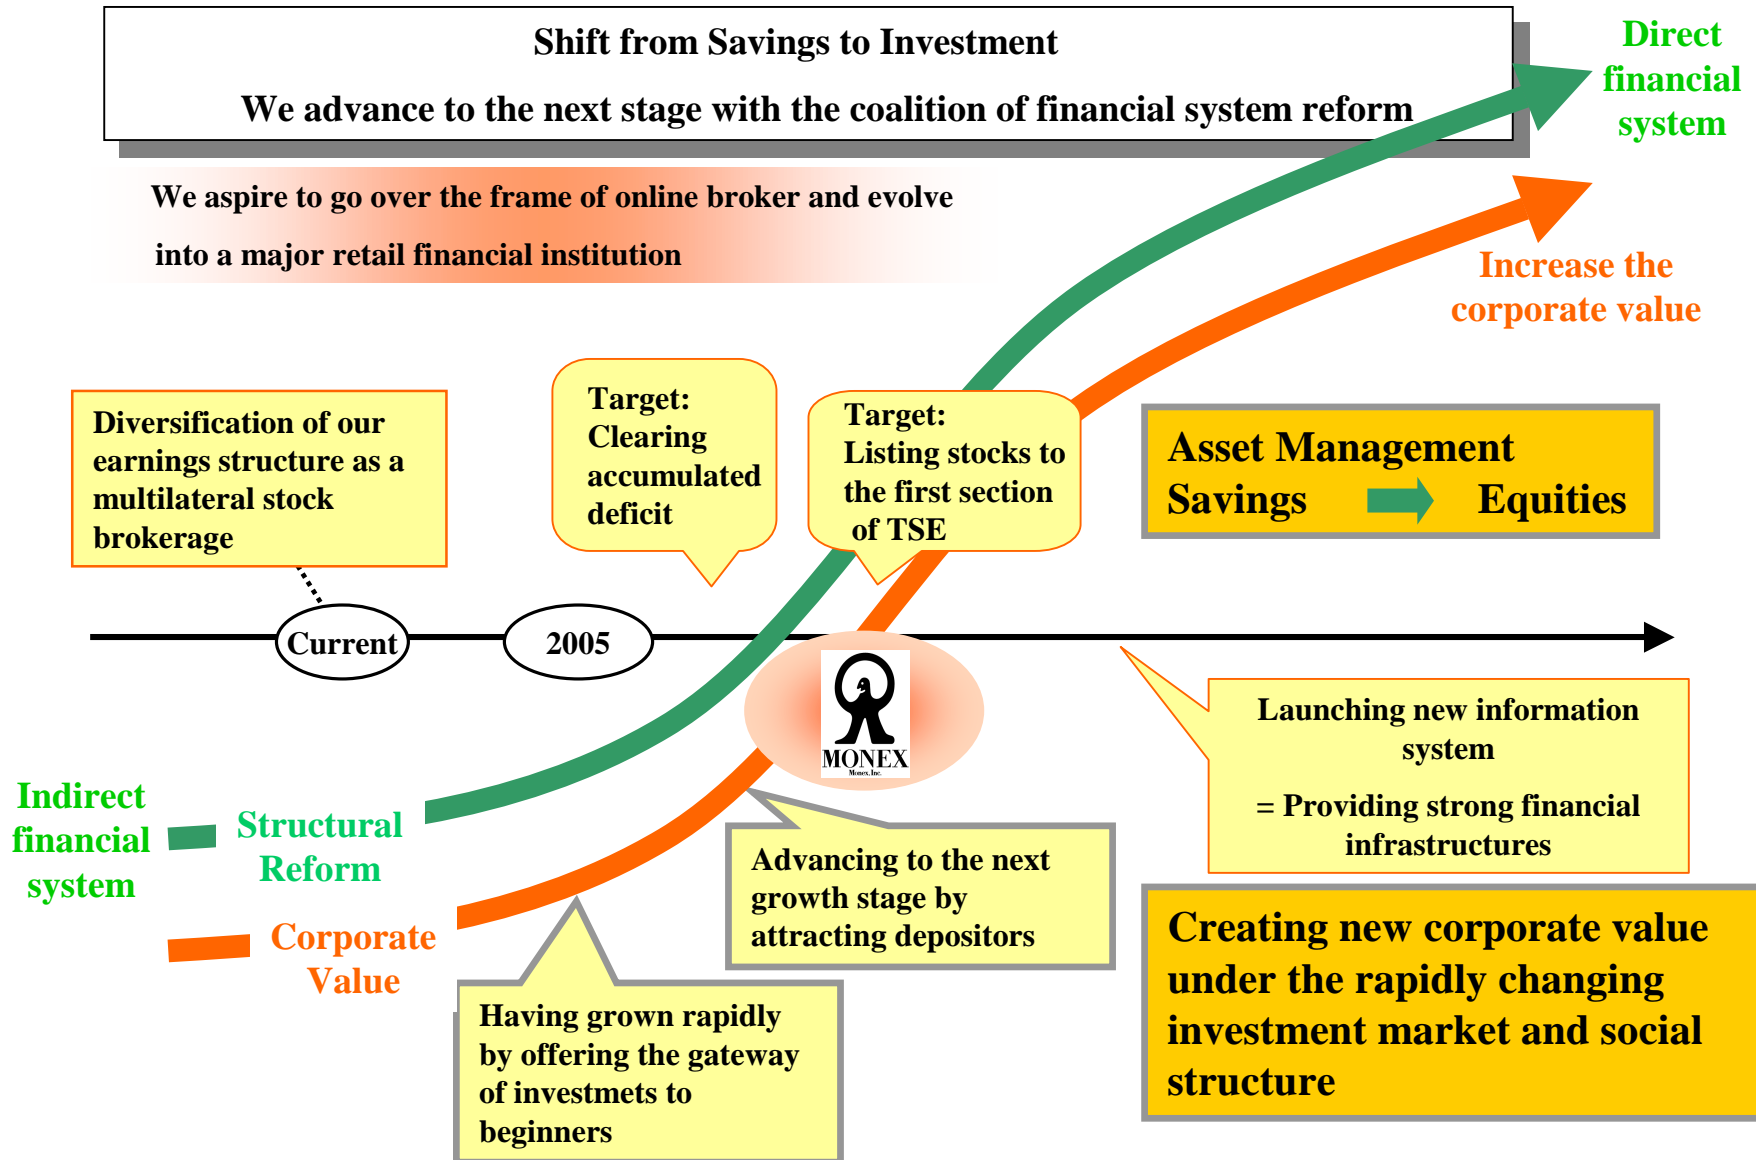 Shift from Savings to Investment
We advance to the next stage with the coalition of financial system reform
Direct
financial
system
We aspire to go over the frame of online broker and evolve
into a major retail financial institution
Increase the
corporate value
Diversification of our
earnings structure as a
multilateral stock
brokerage
Target:
Clearing
accumulated
deficit
Target:
Listing stocks to
the first section
of TSE
Asset Management
Savings Equities
Current
2005
MONEX
Monex, Inc.
Launching new information
system
= Providing strong financial
infrastructures
Indirect
financial
system
Structural
Reform
Corporate
Value
Advancing to the next
growth stage by
attracting depositors
Having grown rapidly
by offering the gateway
of investmets to
beginners
Creating new corporate value
under the rapidly changing
investment market and social
structure